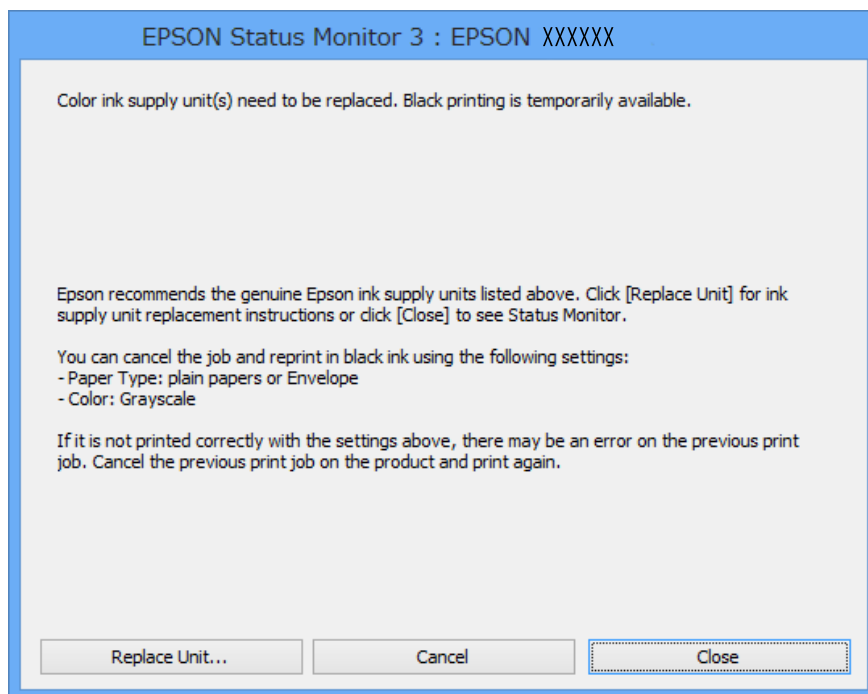 EPSON Status Monitor 3 : EPSON XXXXXX
Color ink supply unit(s) need to be replaced. Black printing is temporarily available.
Epson recommends the genuine Epson ink supply units listed above. Click [Replace Unit] for ink
supply unit replacement instructions or click [Close] to see Status Monitor.
You can cancel the job and reprint in black ink using the following settings:
- Paper Type: plain papers or Envelope
- Color: Grayscale
If it is not printed correctly with the settings above, there may be an error on the previous print
job. Cancel the previous print job on the product and print again.
Replace Unit... Cancel Close